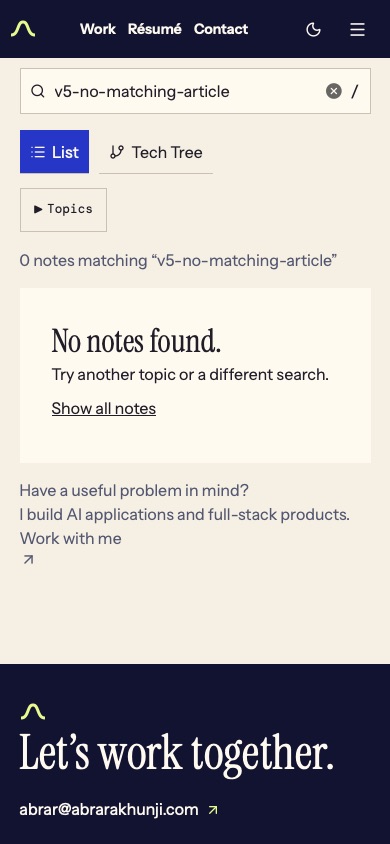 Work Résumé Contact
v5-no-matching-article /
List Tech Tree
Topics
0 notes matching “v5-no-matching-article”
No notes found.
Try another topic or a different search.
Show all notes
Have a useful problem in mind?
I build AI applications and full-stack products.
Work with me
Let’s work together.
abrar@abrarakhunji.com